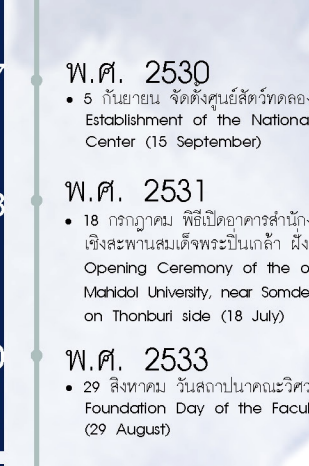 พ.ศ. 2530
• 5 กันยายน จัดตั้งศูนย์สัตว์ทดลอง
Establishment of the Nationa
Center (15 September)
พ.ศ. 2531
• 18 กรกฎาคม พิธีเปิดอาคารสำนัก
เชิงสะพานสมเด็จพระปิ่นเกล้า ฝั่ง
Opening Ceremony of the o
Mahidol University, near Somde
on Thonburi side (18 July)
พ.ศ. 2533
• 29 สิงหาคม วันสถาปนาคณะวิศว
Foundation Day of the Facul
(29 August)